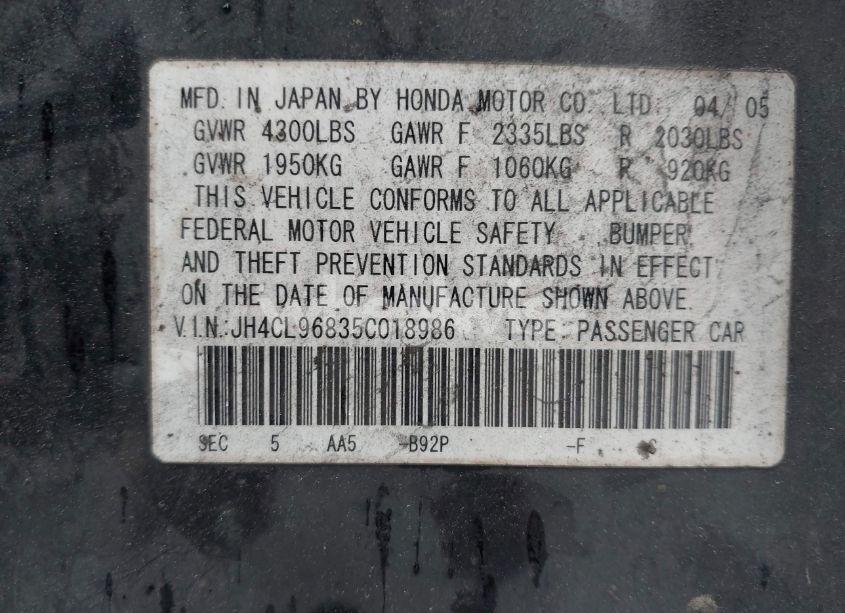 MFD. IN JAPAN BY HONDA MOTOR CO. LTD. 04/05
GVWR 4300LBS GAWR F 2335LBS R 2030LBS
GVWR 1950KG GAWR F 1060KG R 920KG
THIS VEHICLE CONFORMS TO ALL APPLICABLE
FEDERAL MOTOR VEHICLE SAFETY BUMPER
AND THEFT PREVENTION STANDARDS IN EFFECT
ON THE DATE OF MANUFACTURE SHOWN ABOVE.
V.I.N.:JH4CL96835C018986 TYPE:PASSENGER CAR
SEC 5 AA5 -B92P -F